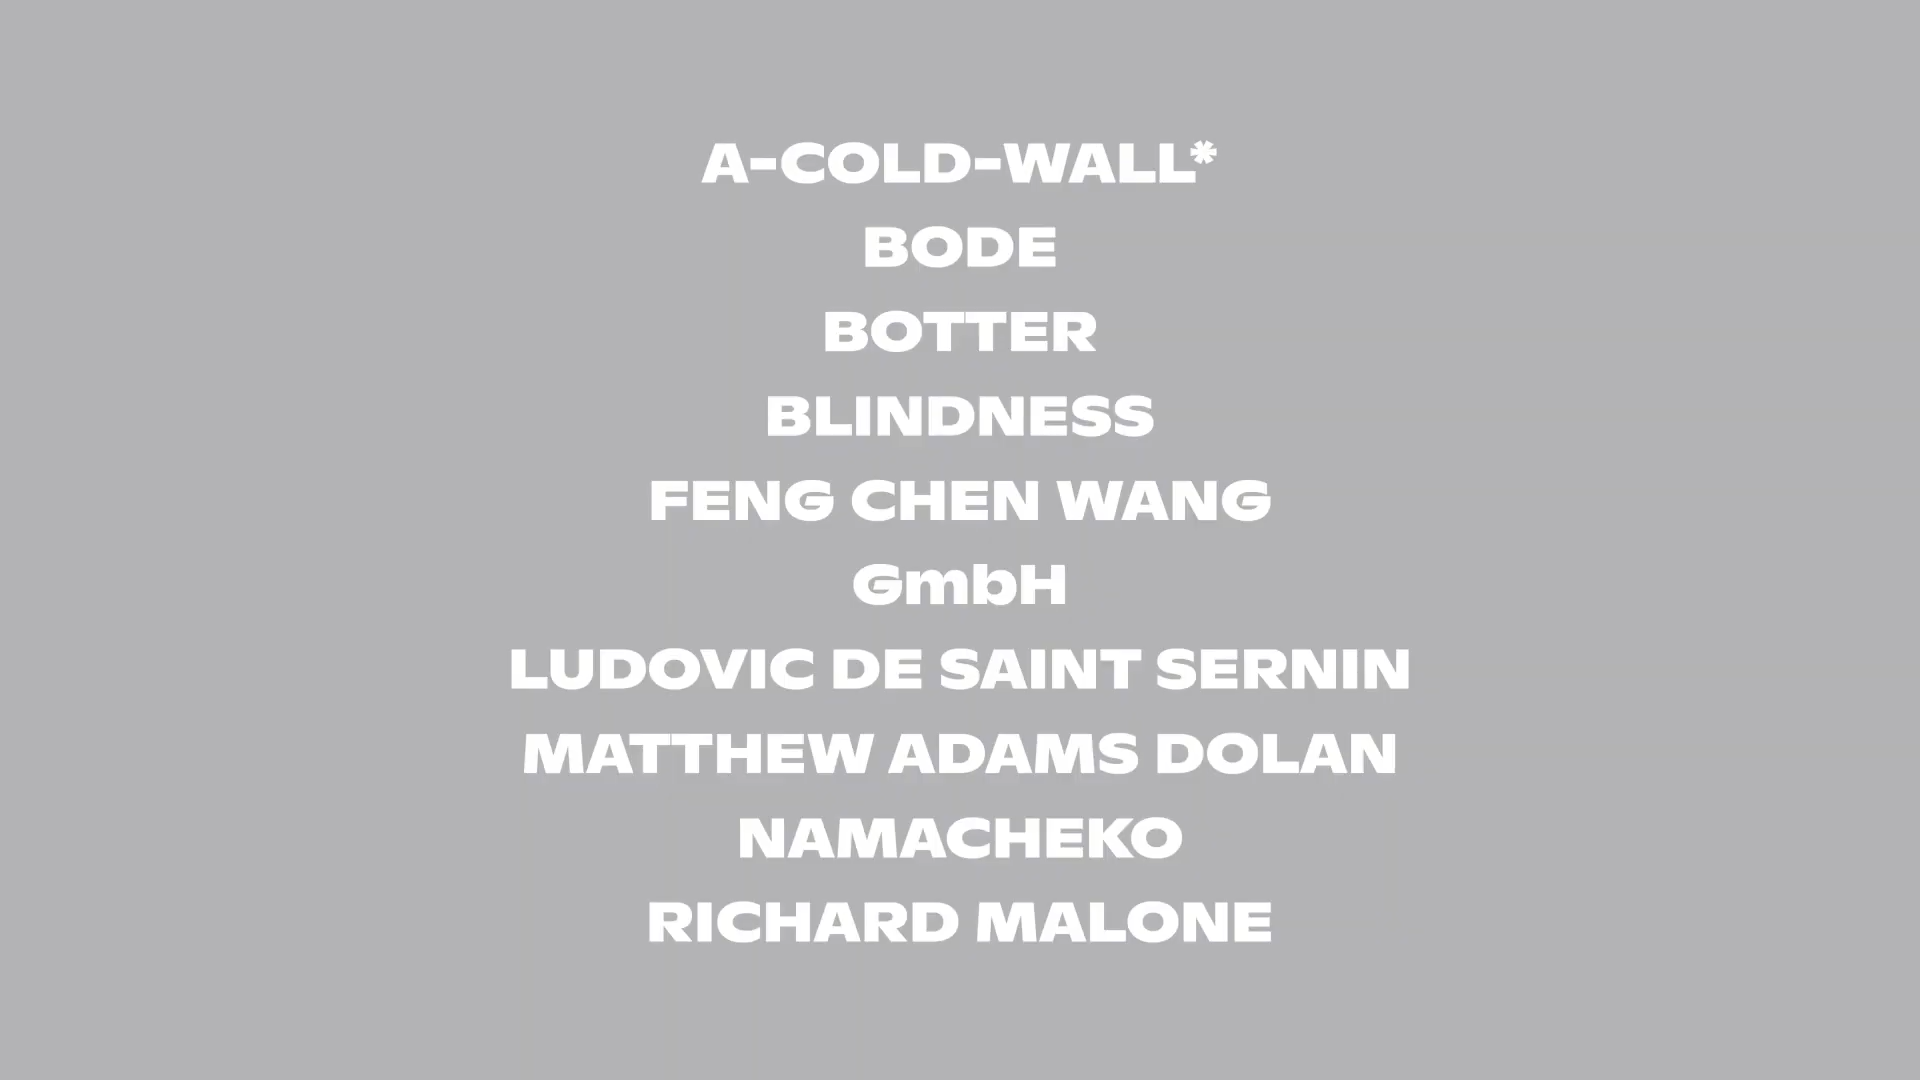 A-COLD-WALL*
BODE
BOTTER
BLINDNESS
FENG CHEN WANG
GmbH
LUDOVIC DE SAINT SERNIN
MATTHEW ADAMS DOLAN
NAMACHEKO
RICHARD MALONE